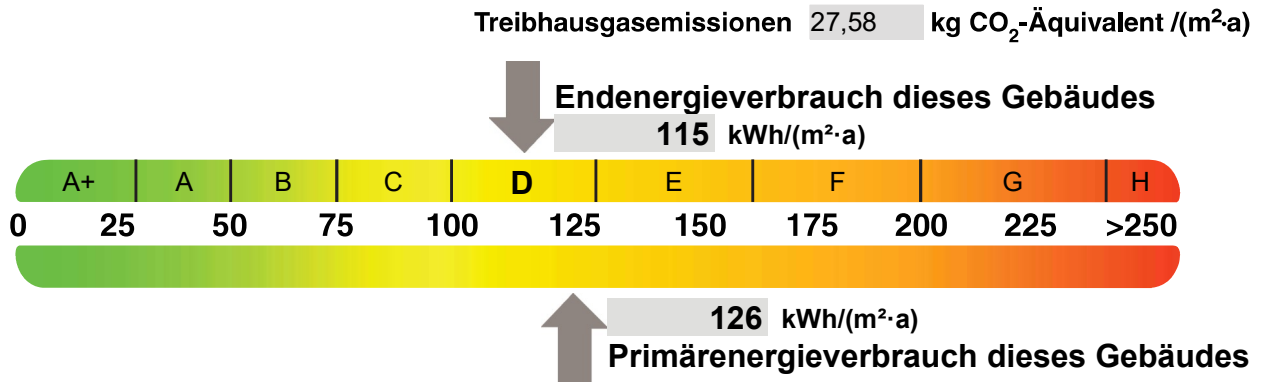 Treibhausgasemissionen 27,58 kg CO₂-Äquivalent /(m²·a)
Endenergieverbrauch dieses Gebäudes
115 kWh/(m²·a)
A+ A B C D E F G H
0 25 50 75 100 125 150 175 200 225 >250
126 kWh/(m²·a)
Primärenergieverbrauch dieses Gebäudes